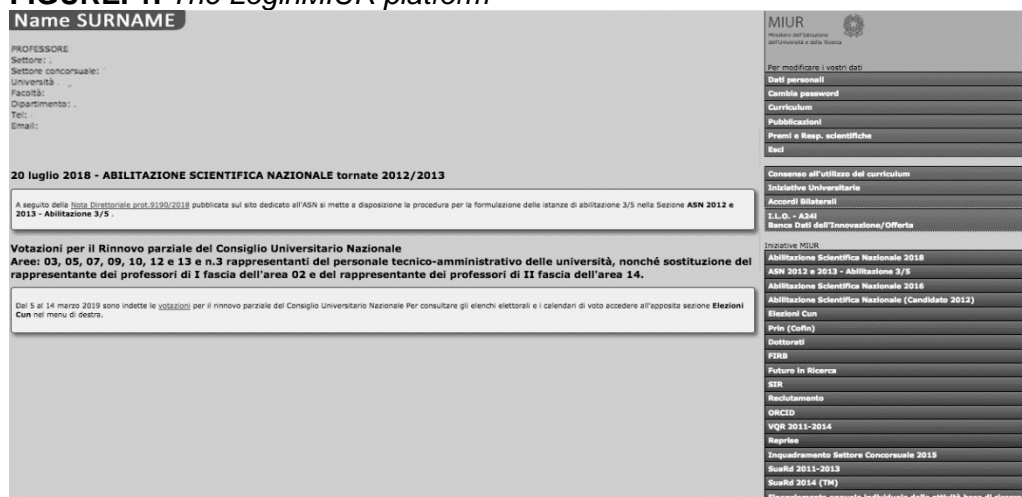 FIGURE. 1. The LoginMIUR platform
Name SURNAME
PROFESSORE
Settore: .
Settore concorsuale:
Università
Facoltà:
Dipartimento: .
Tel:
Email:
20 luglio 2018 - ABILITAZIONE SCIENTIFICA NAZIONALE tornate 2012/2013
A seguito della Nota Direttoriale prot.9190/2018 pubblicata sul sito dedicato all'ASN si mette a disposizione la procedura per la formulazione delle istanze di abilitazione 3/5 nella Sezione ASN 2012 e
2013 - Abilitazione 3/5 .
Votazioni per il Rinnovo parziale del Consiglio Universitario Nazionale
Aree: 03, 05, 07, 09, 10, 12 e 13 e n.3 rappresentanti del personale tecnico-amministrativo delle università, nonché sostituzione del
rappresentante dei professori di I fascia dell'area 02 e del rappresentante dei professori di II fascia dell'area 14.
Dal 5 al 14 marzo 2019 sono indette le votazioni per il rinnovo parziale del Consiglio Universitario Nazionale Per consultare gli elenchi elettorali e i calendari di voto accedere all'apposita sezione Elezioni
Cun nel menu di destra.
MIUR
Ministero dell'Istruzione
dell'Università e della Ricerca
Per modificare i vostri dati
Dati personali
Cambia password
Curriculum
Pubblicazioni
Premi e Resp. scientifiche
Esci
Consenso all'utilizzo del curriculum
Iniziative Universitarie
Accordi Bilaterali
I.L.O. - A24I
Banca Dati dell'Innovazione/Offerta
Iniziative MIUR
Abilitazione Scientifica Nazionale 2018
ASN 2012 e 2013 - Abilitazione 3/5
Abilitazione Scientifica Nazionale 2016
Abilitazione Scientifica Nazionale (Candidato 2012)
Elezioni Cun
Prin (Cofin)
Dottorati
FIRB
Futuro in Ricerca
SIR
Reclutamento
ORCID
VQR 2011-2014
Reprise
Inquadramento Settore Concorsuale 2015
SuaRd 2011-2013
SuaRd 2014 (TM)
Finanziamento annuale individuale delle attività base di ricerca